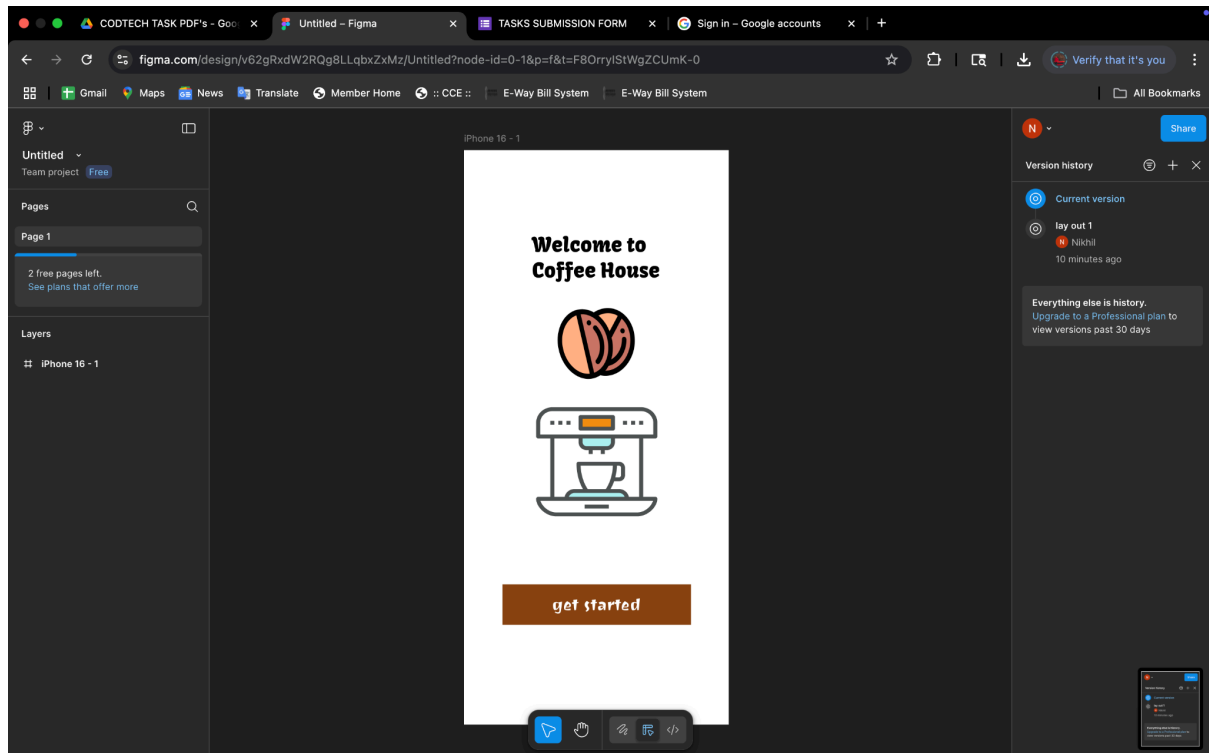 CODTECH TASK PDF's - Goo
Untitled – Figma
TASKS SUBMISSION FORM
Sign in – Google accounts
figma.com/design/v62gRxdW2RQg8LLqbxZxMz/Untitled?node-id=0-1&p=f&t=F8OrryIStWgZCUmK-0
Verify that it's you
Gmail
Maps
News
Translate
Member Home
:: CCE ::
E-Way Bill System
E-Way Bill System
All Bookmarks
Untitled
Team project Free
Pages
Page 1
2 free pages left.
See plans that offer more
Layers
iPhone 16 - 1
iPhone 16 - 1
Welcome to
Coffee House
get started
N
Share
Version history
Current version
lay out 1
N Nikhil
10 minutes ago
Everything else is history.
Upgrade to a Professional plan to
view versions past 30 days